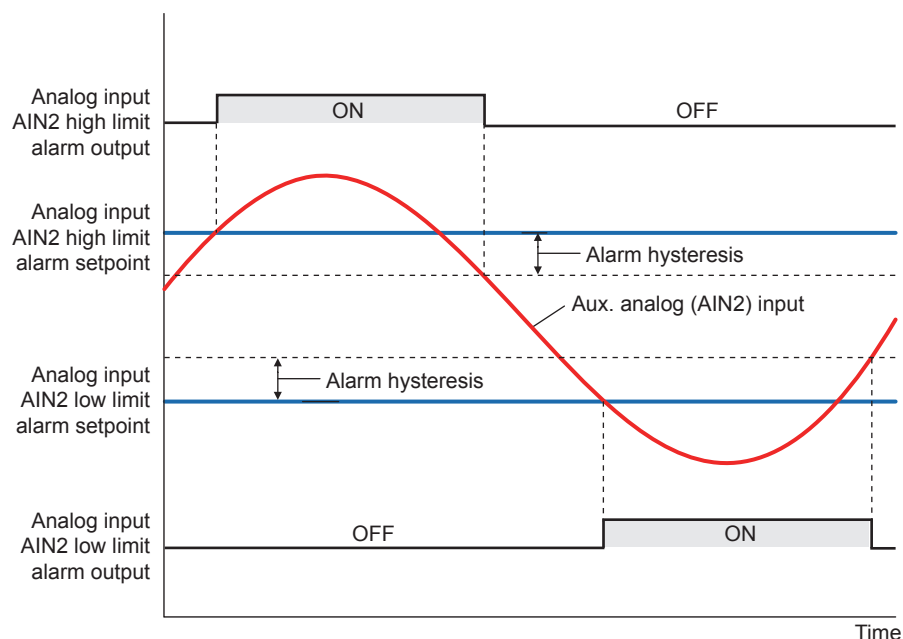 Analog input
AIN2 high limit
alarm output
ON
OFF
Analog input
AIN2 high limit
alarm setpoint
Alarm hysteresis
Aux. analog (AIN2) input
Analog input
AIN2 low limit
alarm setpoint
Alarm hysteresis
Analog input
AIN2 low limit
alarm output
OFF
ON
Time